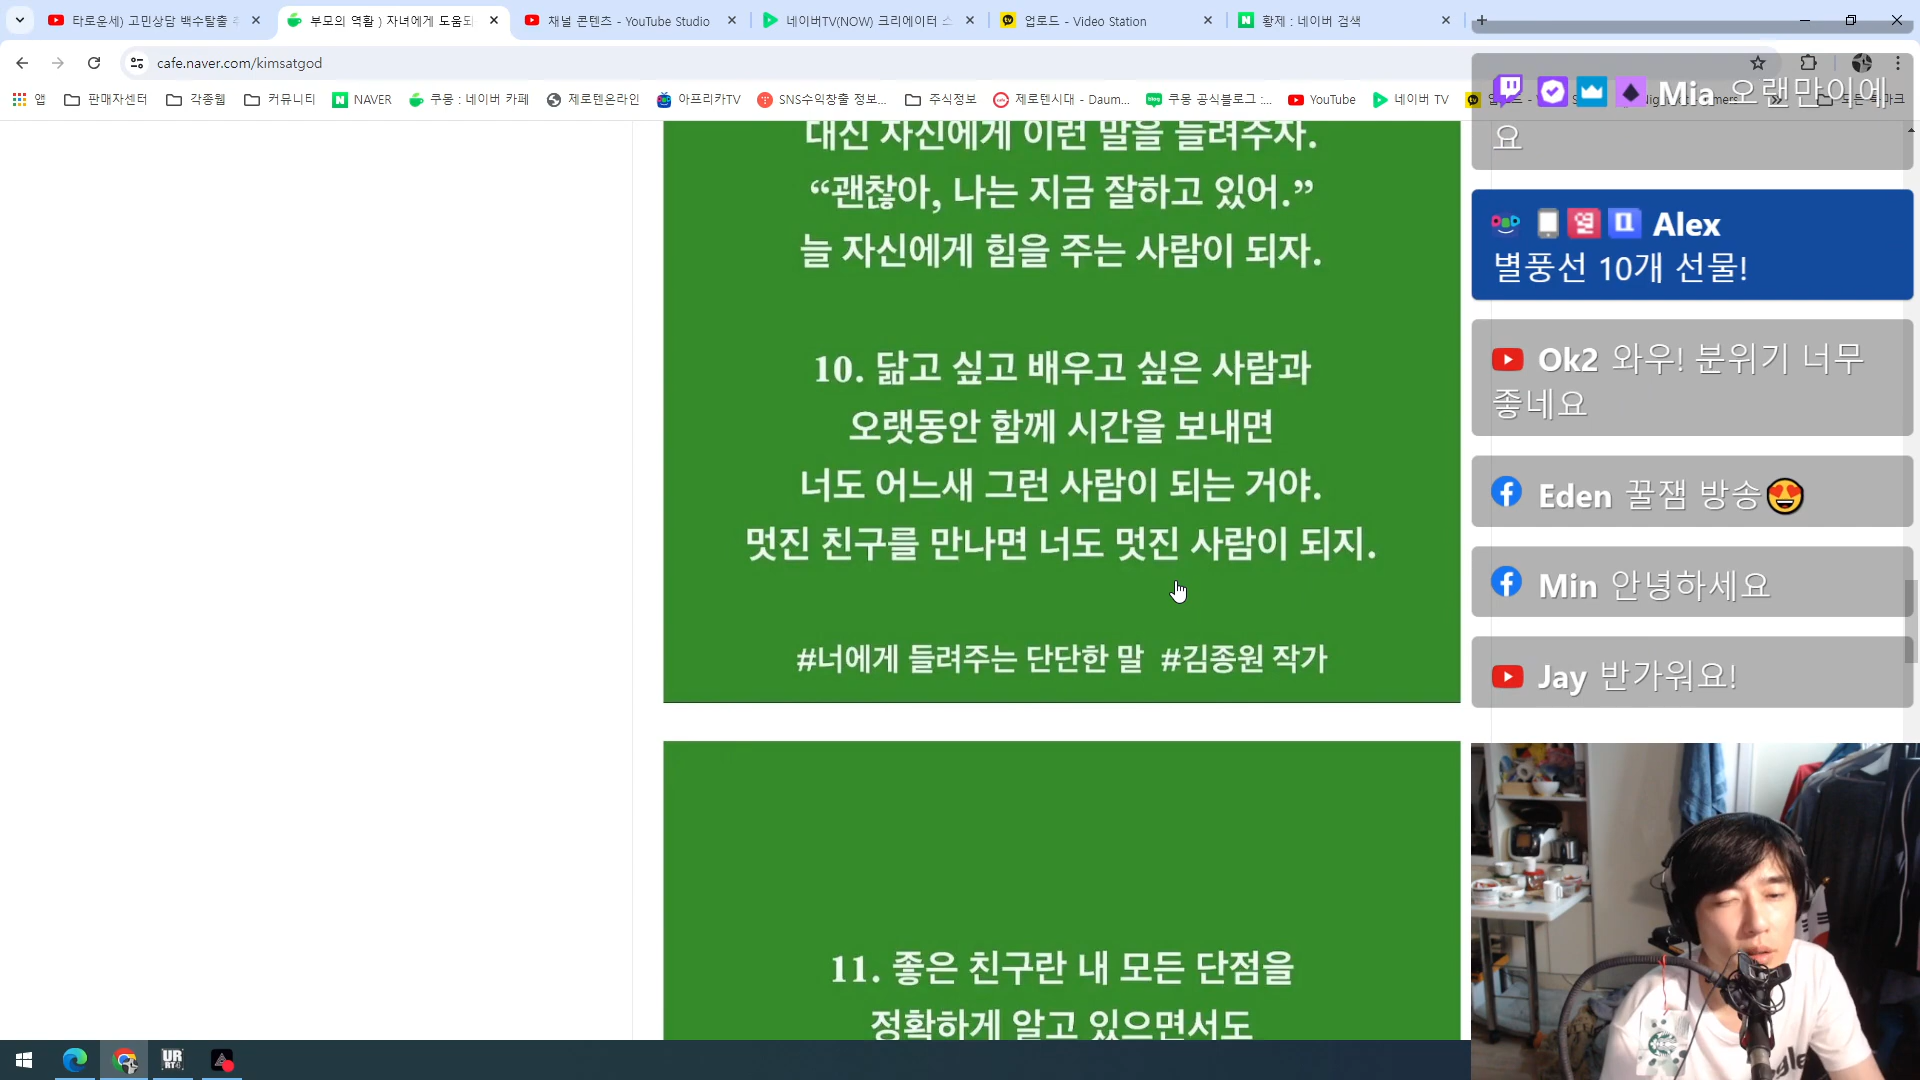 타로운세) 고민상담 백수탈출
부모의 역활 ) 자녀에게 도움되
채널 콘텐츠 - YouTube Studio
네이버TV(NOW) 크리에이터 스
업로드 - Video Station
황제 : 네이버 검색
cafe.naver.com/kimsatgod
앱
판매자센터
각종웹
커뮤니티
NAVER
쿠몽 : 네이버 카페
제로텐온라인
아프리카TV
SNS수익창출 정보...
주식정보
제로텐시대 - Daum...
쿠몽 공식블로그 :...
YouTube
네이버 TV
대신 자신에게 이런 말을 들려주자.
“괜찮아, 나는 지금 잘하고 있어.”
늘 자신에게 힘을 주는 사람이 되자.
10. 닮고 싶고 배우고 싶은 사람과
오랫동안 함께 시간을 보내면
너도 어느새 그런 사람이 되는 거야.
멋진 친구를 만나면 너도 멋진 사람이 되지.
#너에게 들려주는 단단한 말 #김종원 작가
11. 좋은 친구란 내 모든 단점을
정확하게 알고 있으면서도
Mia 오랜만이에
요
열 Alex
별풍선 10개 선물!
Ok2 와우! 분위기 너무
좋네요
Eden 꿀잼 방송😍
Min 안녕하세요
Jay 반가워요!
UR
RT4